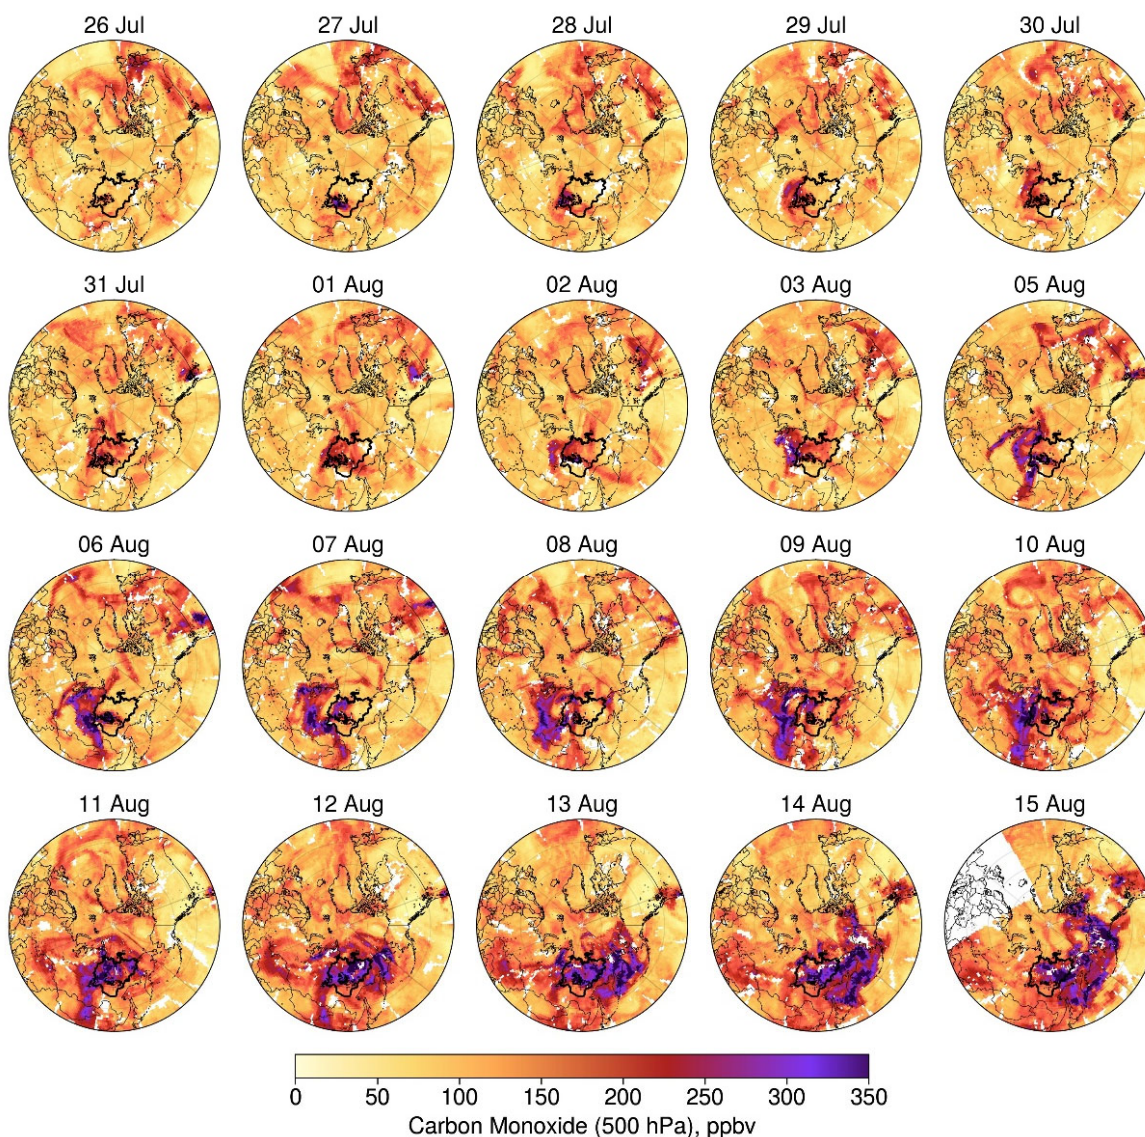 26 Jul 27 Jul 28 Jul 29 Jul 30 Jul
31 Jul 01 Aug 02 Aug 03 Aug 05 Aug
06 Aug 07 Aug 08 Aug 09 Aug 10 Aug
11 Aug 12 Aug 13 Aug 14 Aug 15 Aug
0 50 100 150 200 250 300 350
Carbon Monoxide (500 hPa), ppbv